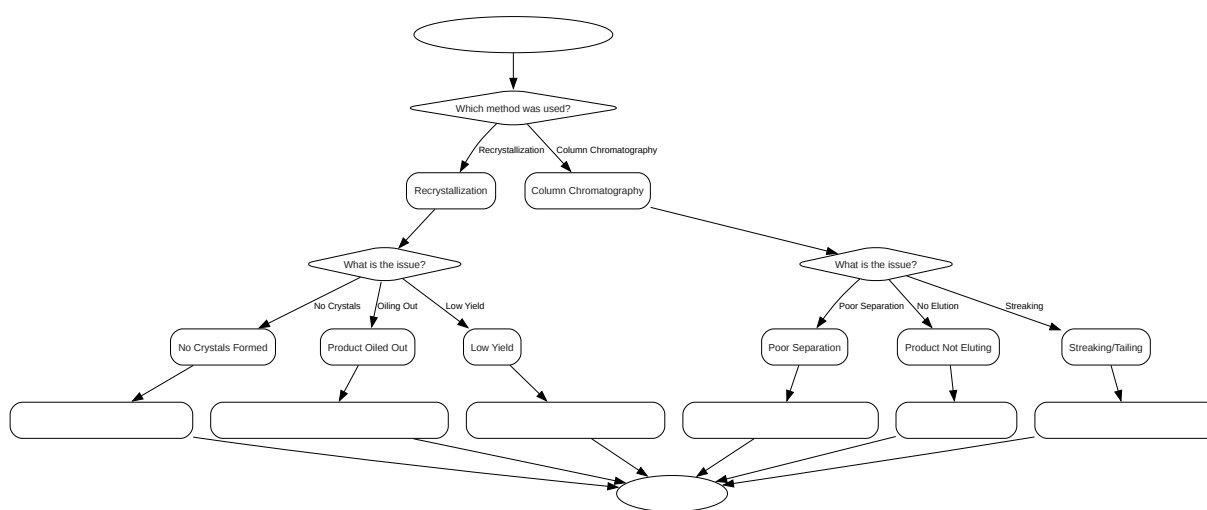 Which method was used?
Recrystallization
Column Chromatography
Recrystallization
Column Chromatography
What is the issue?
What is the issue?
No Crystals
Oiling Out
Low Yield
Poor Separation
No Elution
Streaking
No Crystals Formed
Product Oiled Out
Low Yield
Poor Separation
Product Not Eluting
Streaking/Tailing